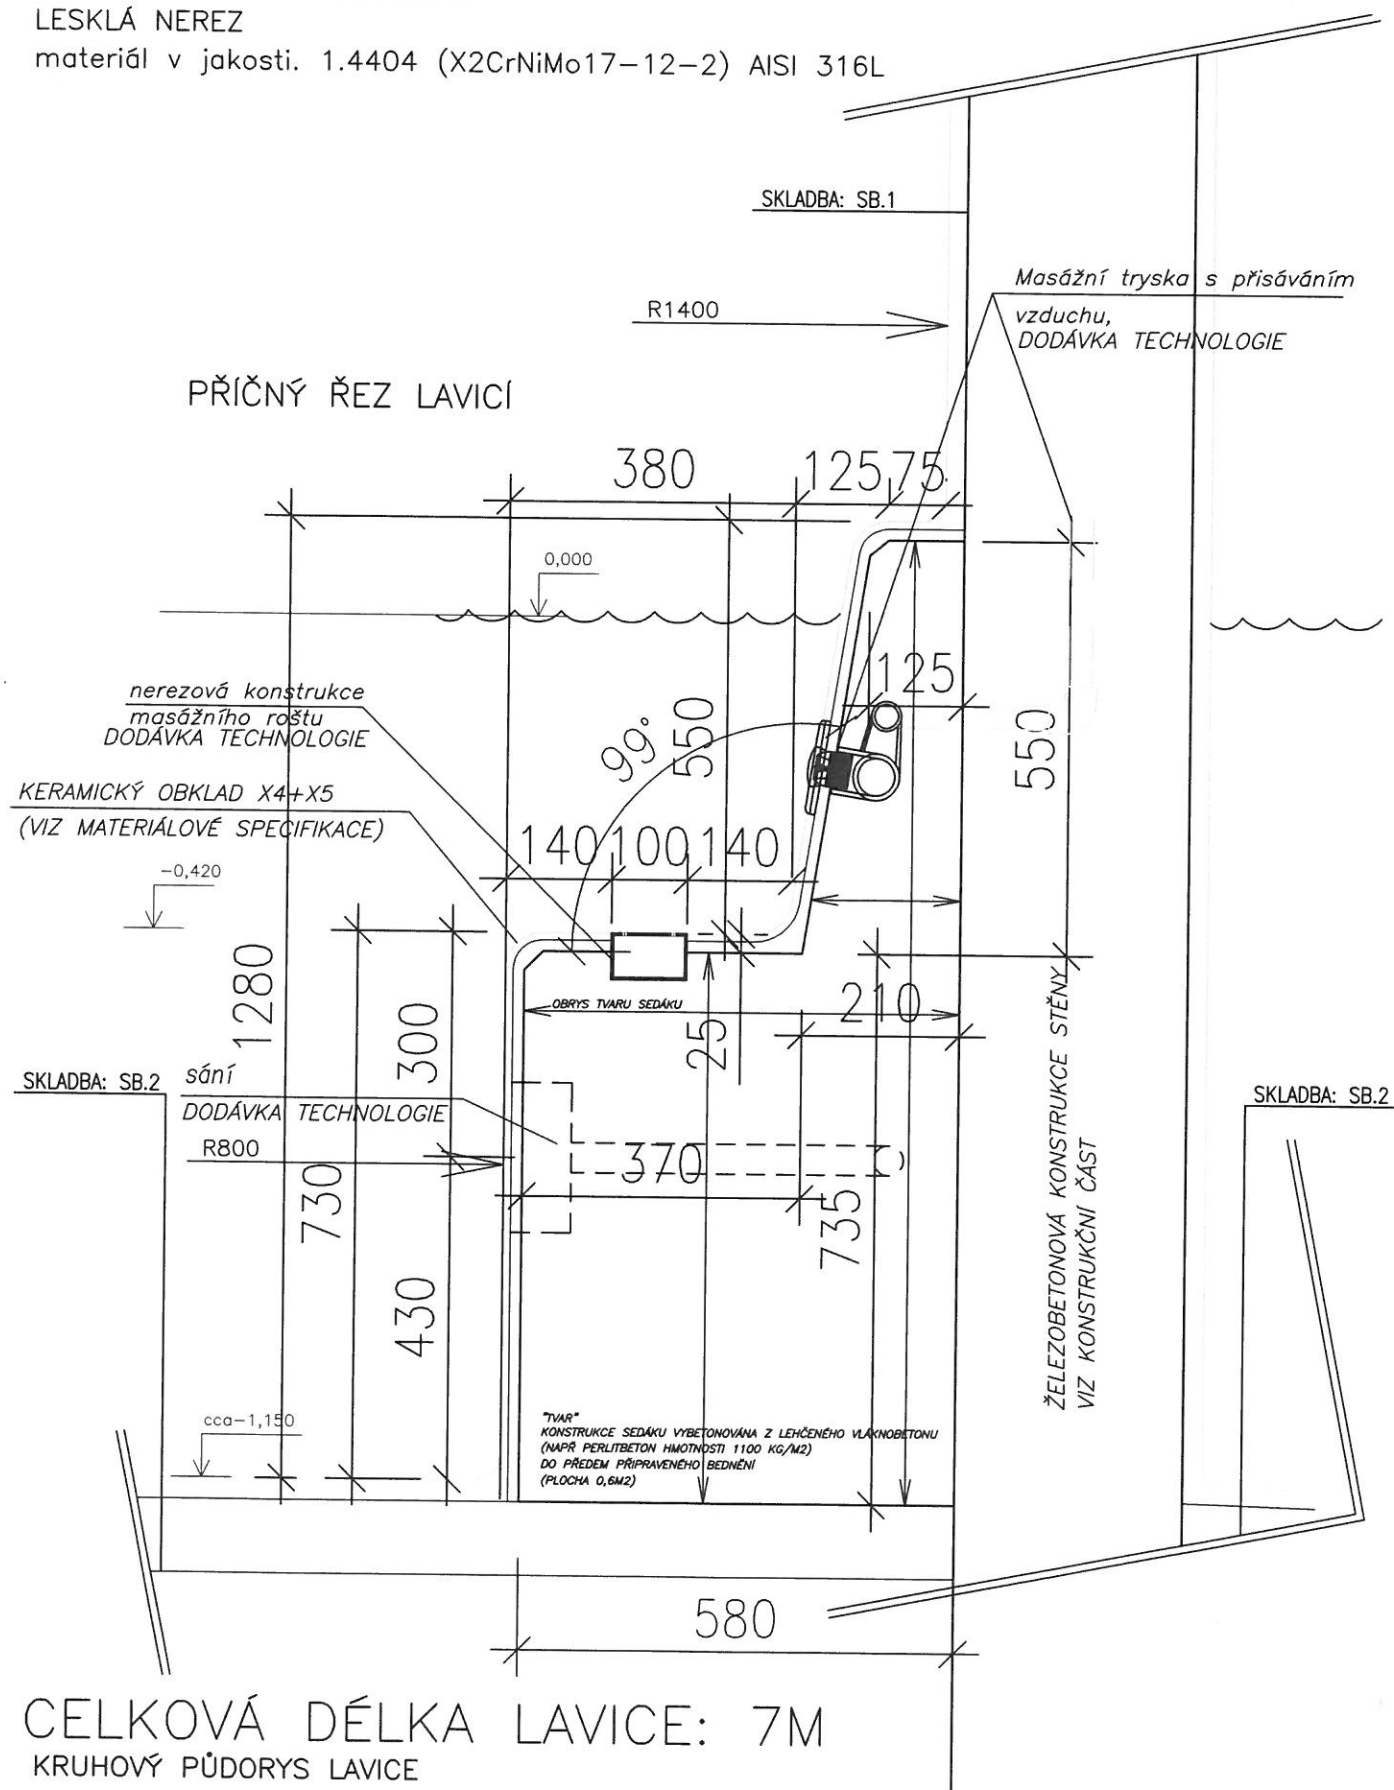 LESKLÁ NEREZ
materiál v jakosti. 1.4404 (X2CrNiMo17-12-2) AISI 316L
SKLADBA: SB.1
Masážní tryska s přisáváním
vzduchu,
DODÁVKA TECHNOLOGIE
R1400
PŘÍČNÝ ŘEZ LAVICÍ
380
125
75
0,000
125
nerezová konstrukce
masážního roštu
DODÁVKA TECHNOLOGIE
99°
550
550
KERAMICKÝ OBKLAD X4+X5
(VIZ MATERIÁLOVÉ SPECIFIKACE)
140
100
140
-0,420
1280
300
OBRYS TVARU SEDÁKU
25
210
SKLADBA: SB.2
sání
DODÁVKA TECHNOLOGIE
R800
SKLADBA: SB.2
370
730
735
430
ŽELEZOBETONOVÁ KONSTRUKCE STĚNY
VIZ KONSTRUKČNÍ ČÁST
cca-1,150
"TVAR"
KONSTRUKCE SEDÁKU VYBETONOVÁNA Z LEHČENÉHO VLÁKNOBETONU
(NAPŘ PERLITBETON HMOTNOSTI 1100 KG/M2)
DO PŘEDEM PŘIPRAVENÉHO BEDNĚNÍ
(PLOCHA 0,6M2)
580
CELKOVÁ DÉLKA LAVICE: 7M
KRUHOVÝ PŮDORYS LAVICE